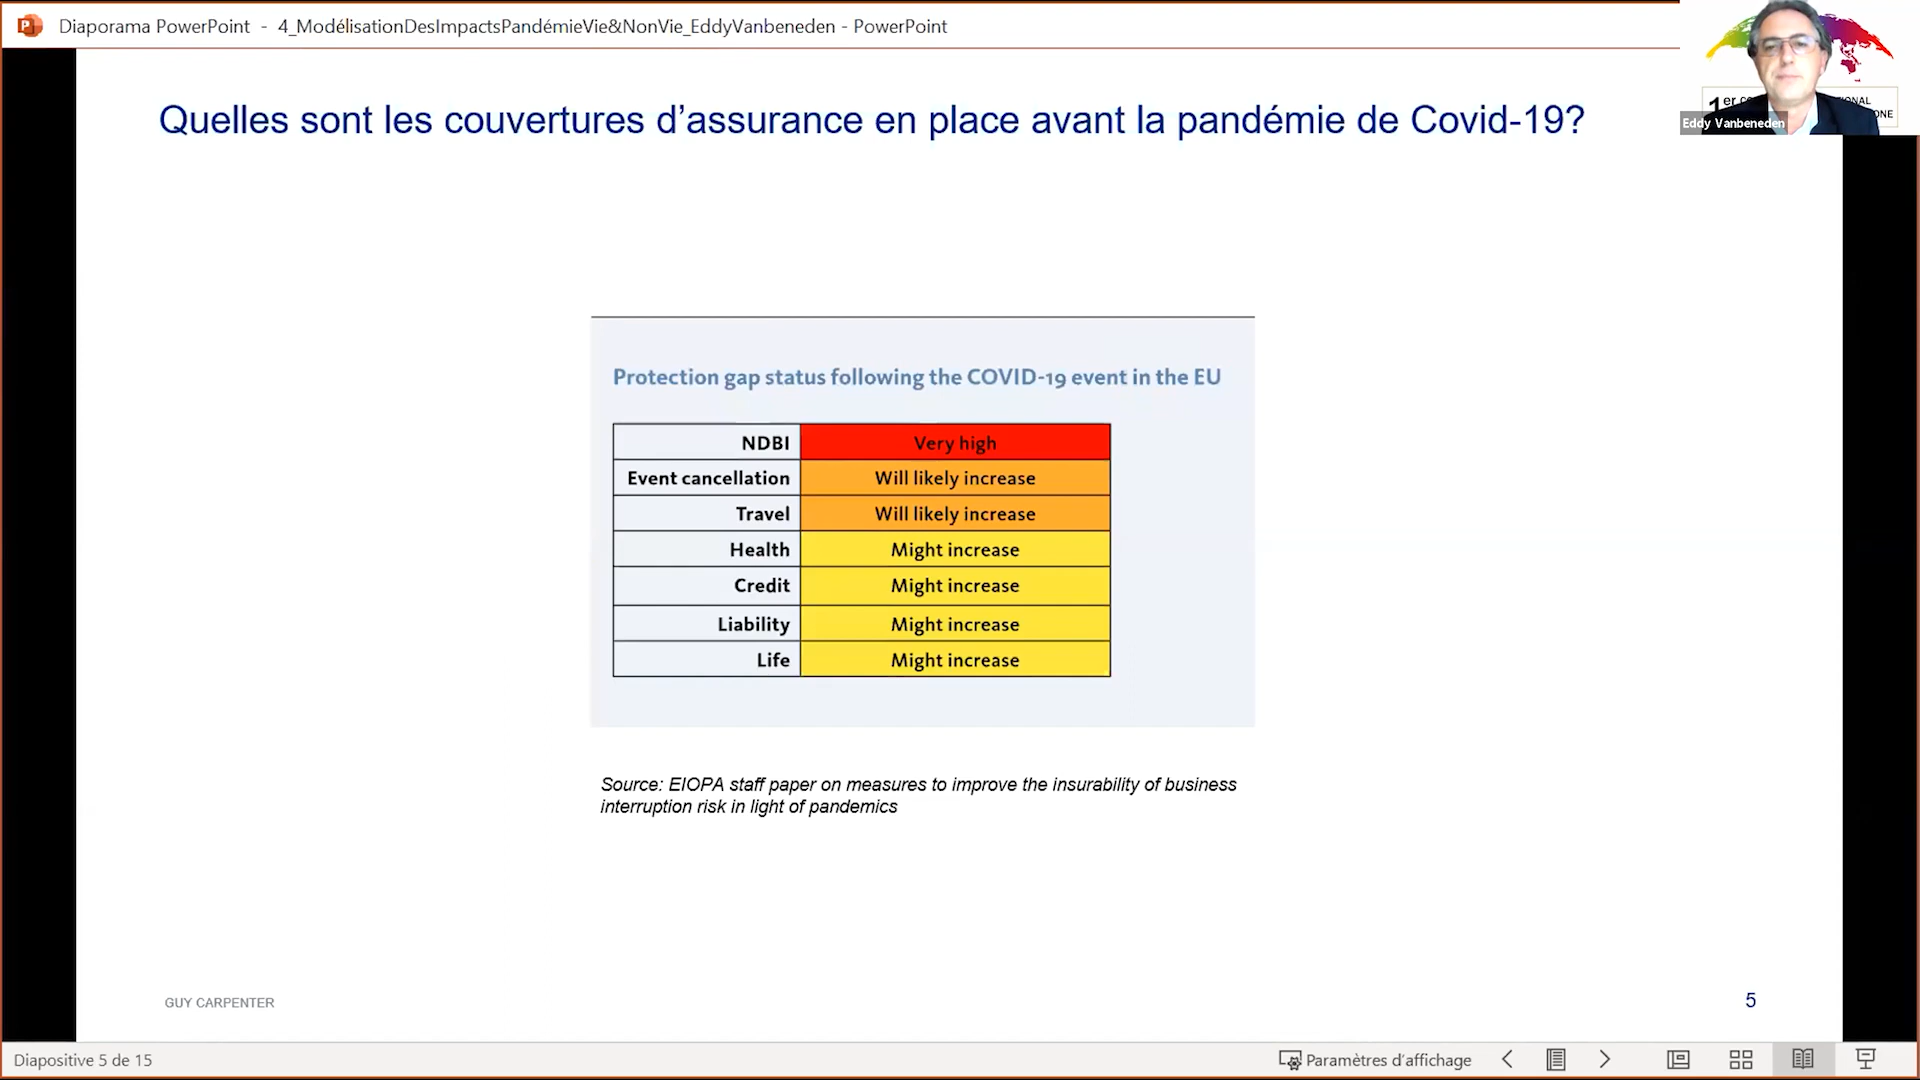 Diaporama PowerPoint - 4_ModélisationDesImpactsPandémieVie&NonVie_EddyVanbeneden - PowerPoint
1er
Eddy Vanbeneden
Quelles sont les couvertures d’assurance en place avant la pandémie de Covid-19?
Protection gap status following the COVID-19 event in the EU
NDBI Very high
Event cancellation Will likely increase
Travel Will likely increase
Health Might increase
Credit Might increase
Liability Might increase
Life Might increase
Source: EIOPA staff paper on measures to improve the insurability of business
interruption risk in light of pandemics
GUY CARPENTER
5
Diapositive 5 de 15
Paramètres d’affichage